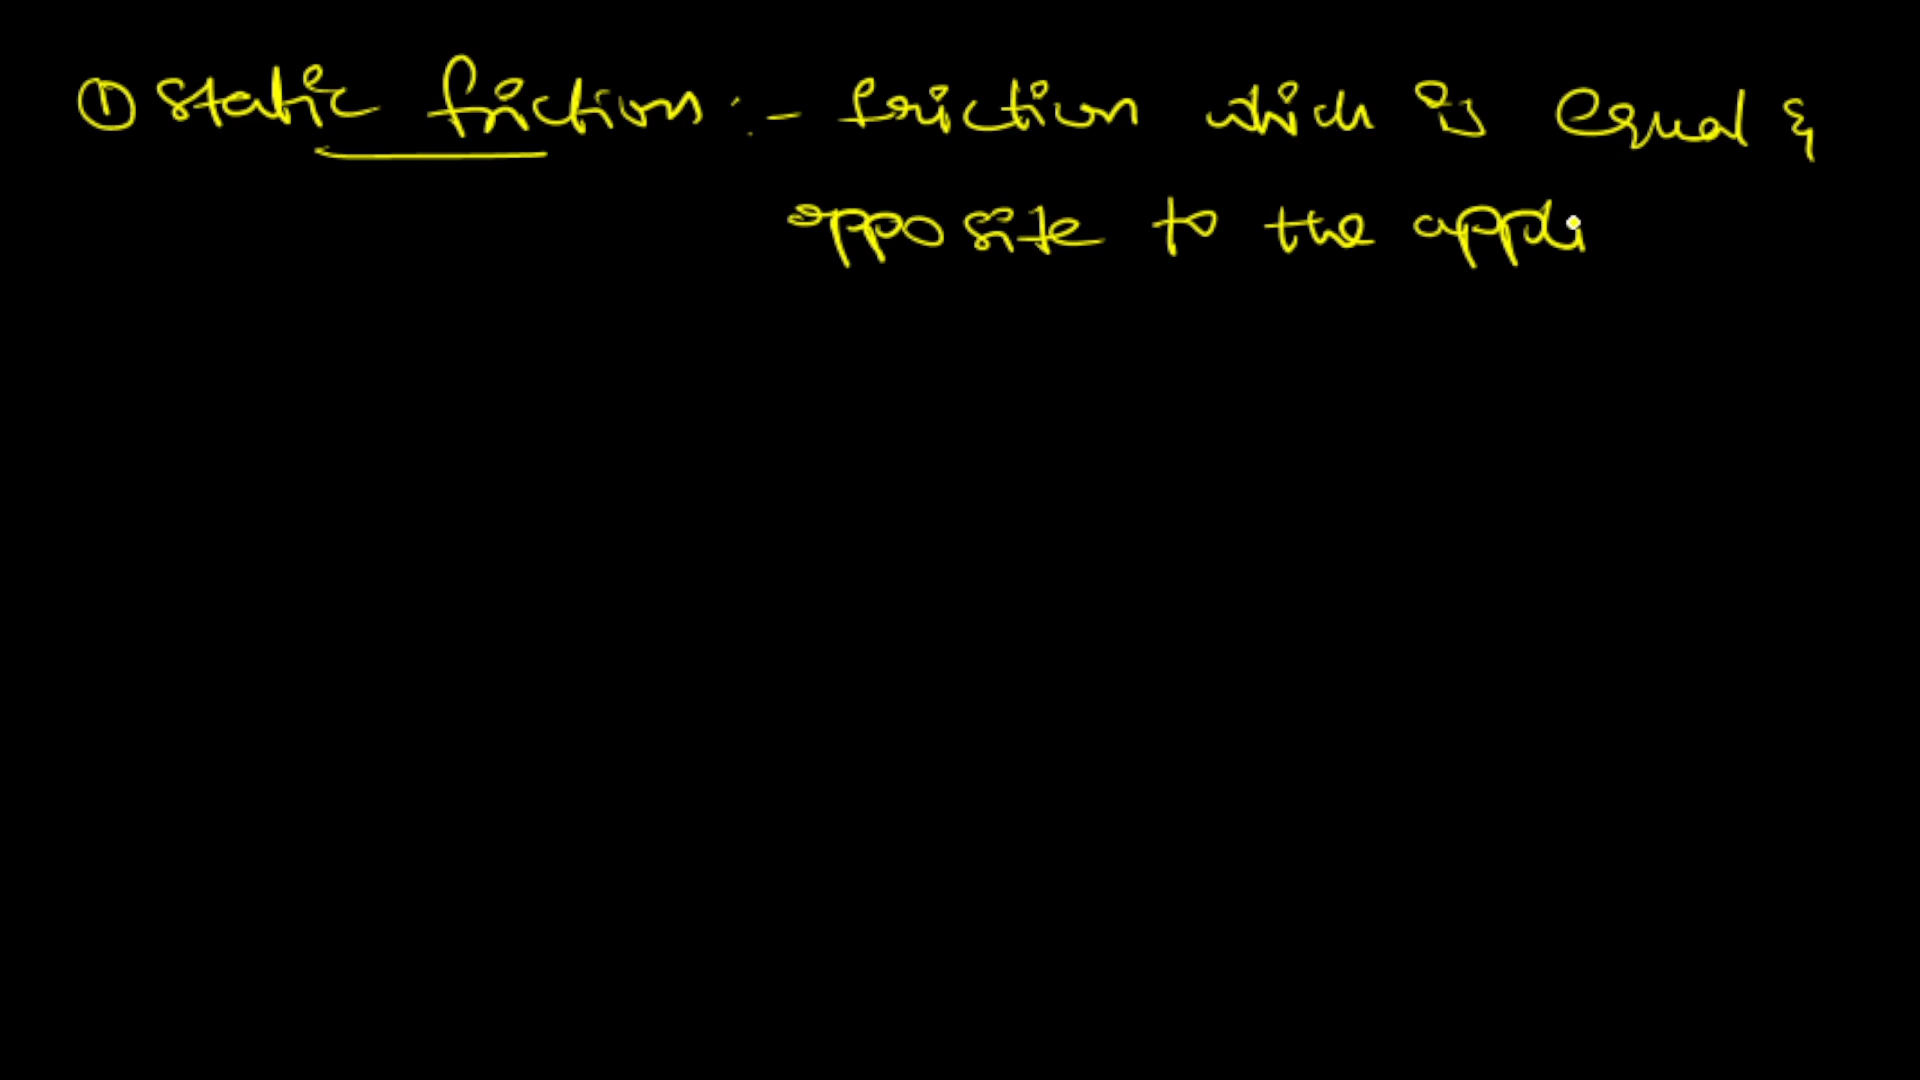 ① Static friction :- friction which is equal &
opposite to the appli